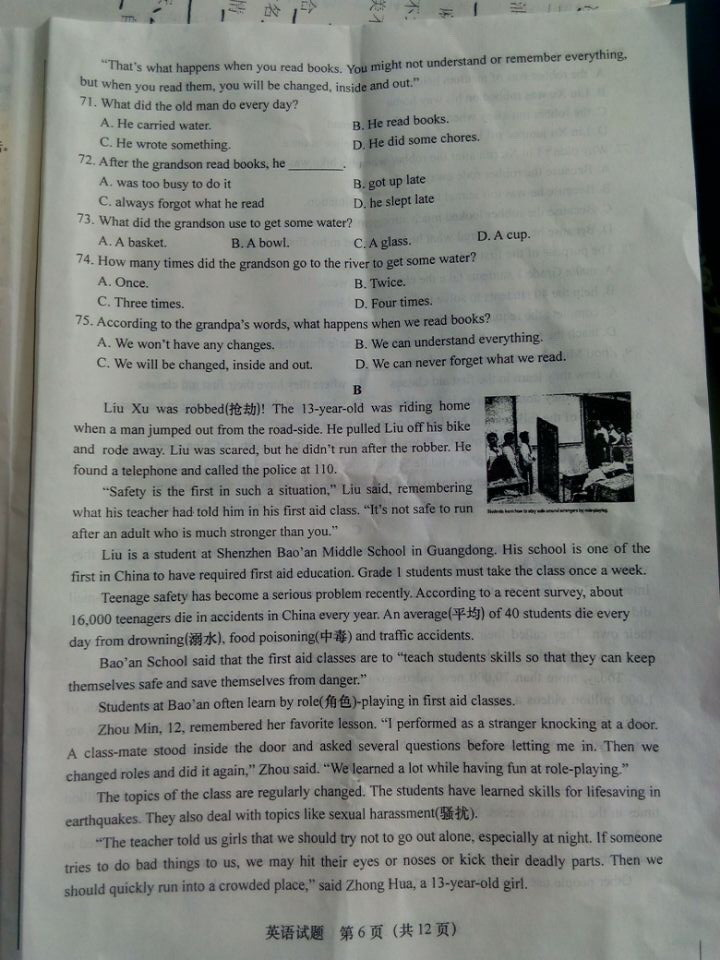 "That's what happens when you read books. You might not understand or remember everything,
but when you read them, you will be changed, inside and out."
71. What did the old man do every day?
A. He carried water. B. He read books.
C. He wrote something. D. He did some chores.
72. After the grandson read books, he ________.
A. was too busy to do it B. got up late
C. always forgot what he read D. he slept late
73. What did the grandson use to get some water?
A. A basket. B. A bowl. C. A glass. D. A cup.
74. How many times did the grandson go to the river to get some water?
A. Once. B. Twice.
C. Three times. D. Four times.
75. According to the grandpa's words, what happens when we read books?
A. We won't have any changes. B. We can understand everything.
C. We will be changed, inside and out. D. We can never forget what we read.
B
Liu Xu was robbed(抢劫)! The 13-year-old was riding home
when a man jumped out from the road-side. He pulled Liu off his bike
and rode away. Liu was scared, but he didn't run after the robber. He
found a telephone and called the police at 110.
"Safety is the first in such a situation," Liu said, remembering
what his teacher had told him in his first aid class. "It's not safe to run
after an adult who is much stronger than you."
Students learn how to stay safe around strangers by role-playing.
Liu is a student at Shenzhen Bao'an Middle School in Guangdong. His school is one of the
first in China to have required first aid education. Grade 1 students must take the class once a week.
Teenage safety has become a serious problem recently. According to a recent survey, about
16,000 teenagers die in accidents in China every year. An average(平均) of 40 students die every
day from drowning(溺水), food poisoning(中毒) and traffic accidents.
Bao'an School said that the first aid classes are to "teach students skills so that they can keep
themselves safe and save themselves from danger."
Students at Bao'an often learn by role(角色)-playing in first aid classes.
Zhou Min, 12, remembered her favorite lesson. "I performed as a stranger knocking at a door.
A class-mate stood inside the door and asked several questions before letting me in. Then we
changed roles and did it again," Zhou said. "We learned a lot while having fun at role-playing."
The topics of the class are regularly changed. The students have learned skills for lifesaving in
earthquakes. They also deal with topics like sexual harassment(骚扰).
"The teacher told us girls that we should try not to go out alone, especially at night. If someone
tries to do bad things to us, we may hit their eyes or noses or kick their deadly parts. Then we
should quickly run into a crowded place," said Zhong Hua, a 13-year-old girl.
英语试题 第 6 页（共 12 页）